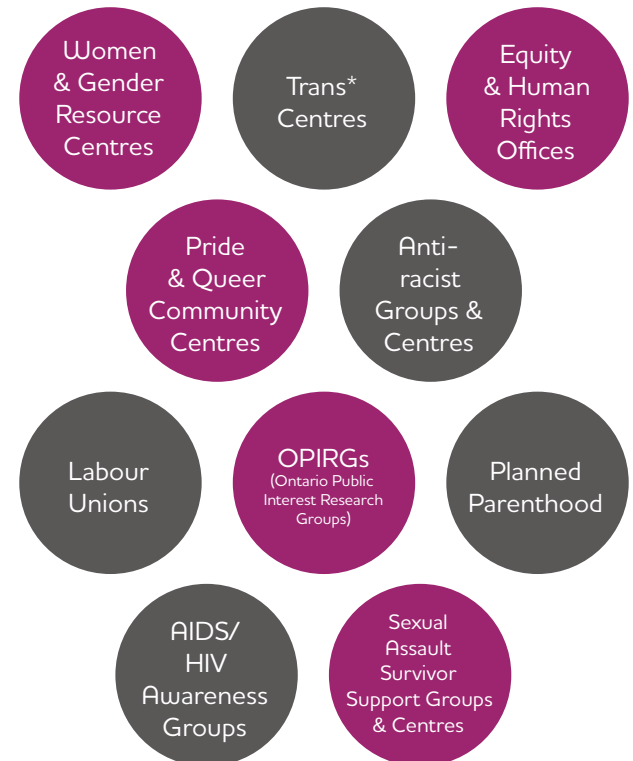 Women
& Gender
Resource
Centres
Trans*
Centres
Equity
& Human
Rights
Offices
Pride
& Queer
Community
Centres
Anti-
racist
Groups &
Centres
Labour
Unions
OPIRGs
(Ontario Public
Interest Research
Groups)
Planned
Parenthood
AIDS/
HIV
Awareness
Groups
Sexual
Assault
Survivor
Support Groups
& Centres